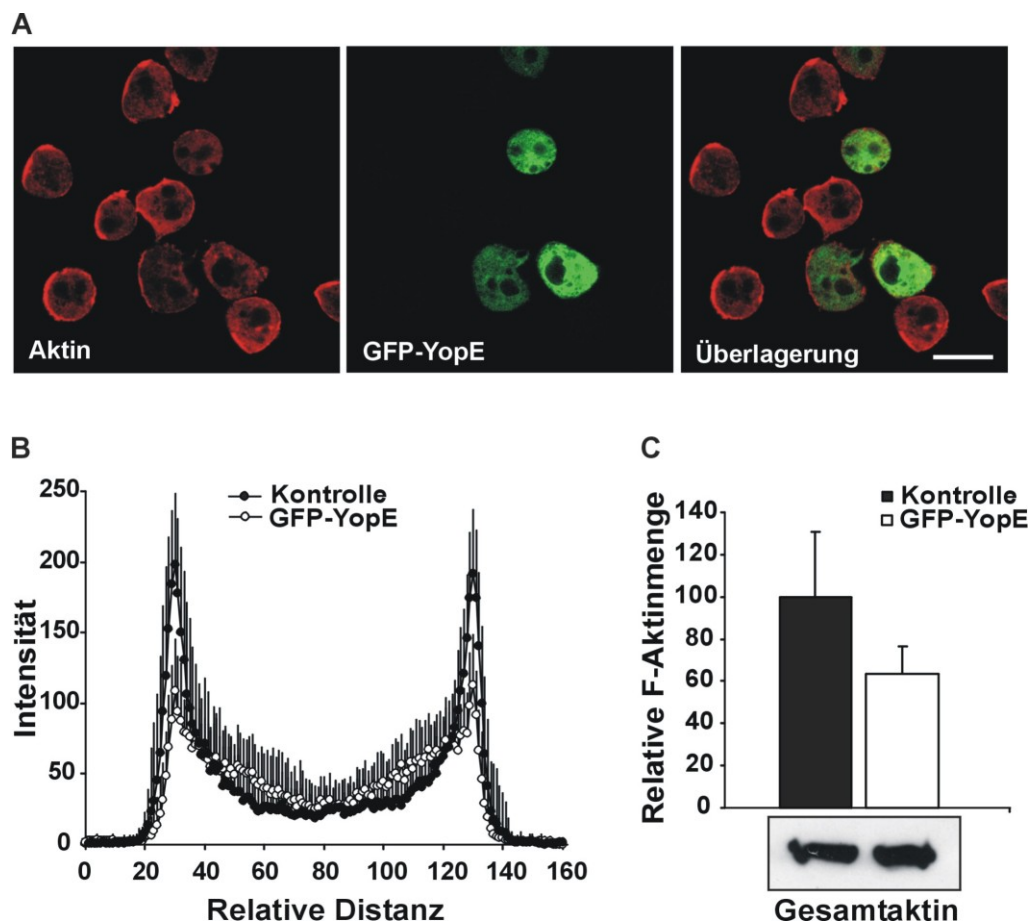 A
Aktin
GFP-YopE
Überlagerung
B
Kontrolle
GFP-YopE
Intensität
250
200
150
100
50
0
0 20 40 60 80 100 120 140 160
Relative Distanz
C
Kontrolle
GFP-YopE
Relative F-Aktinmenge
140
120
100
80
60
40
20
0
Gesamtaktin